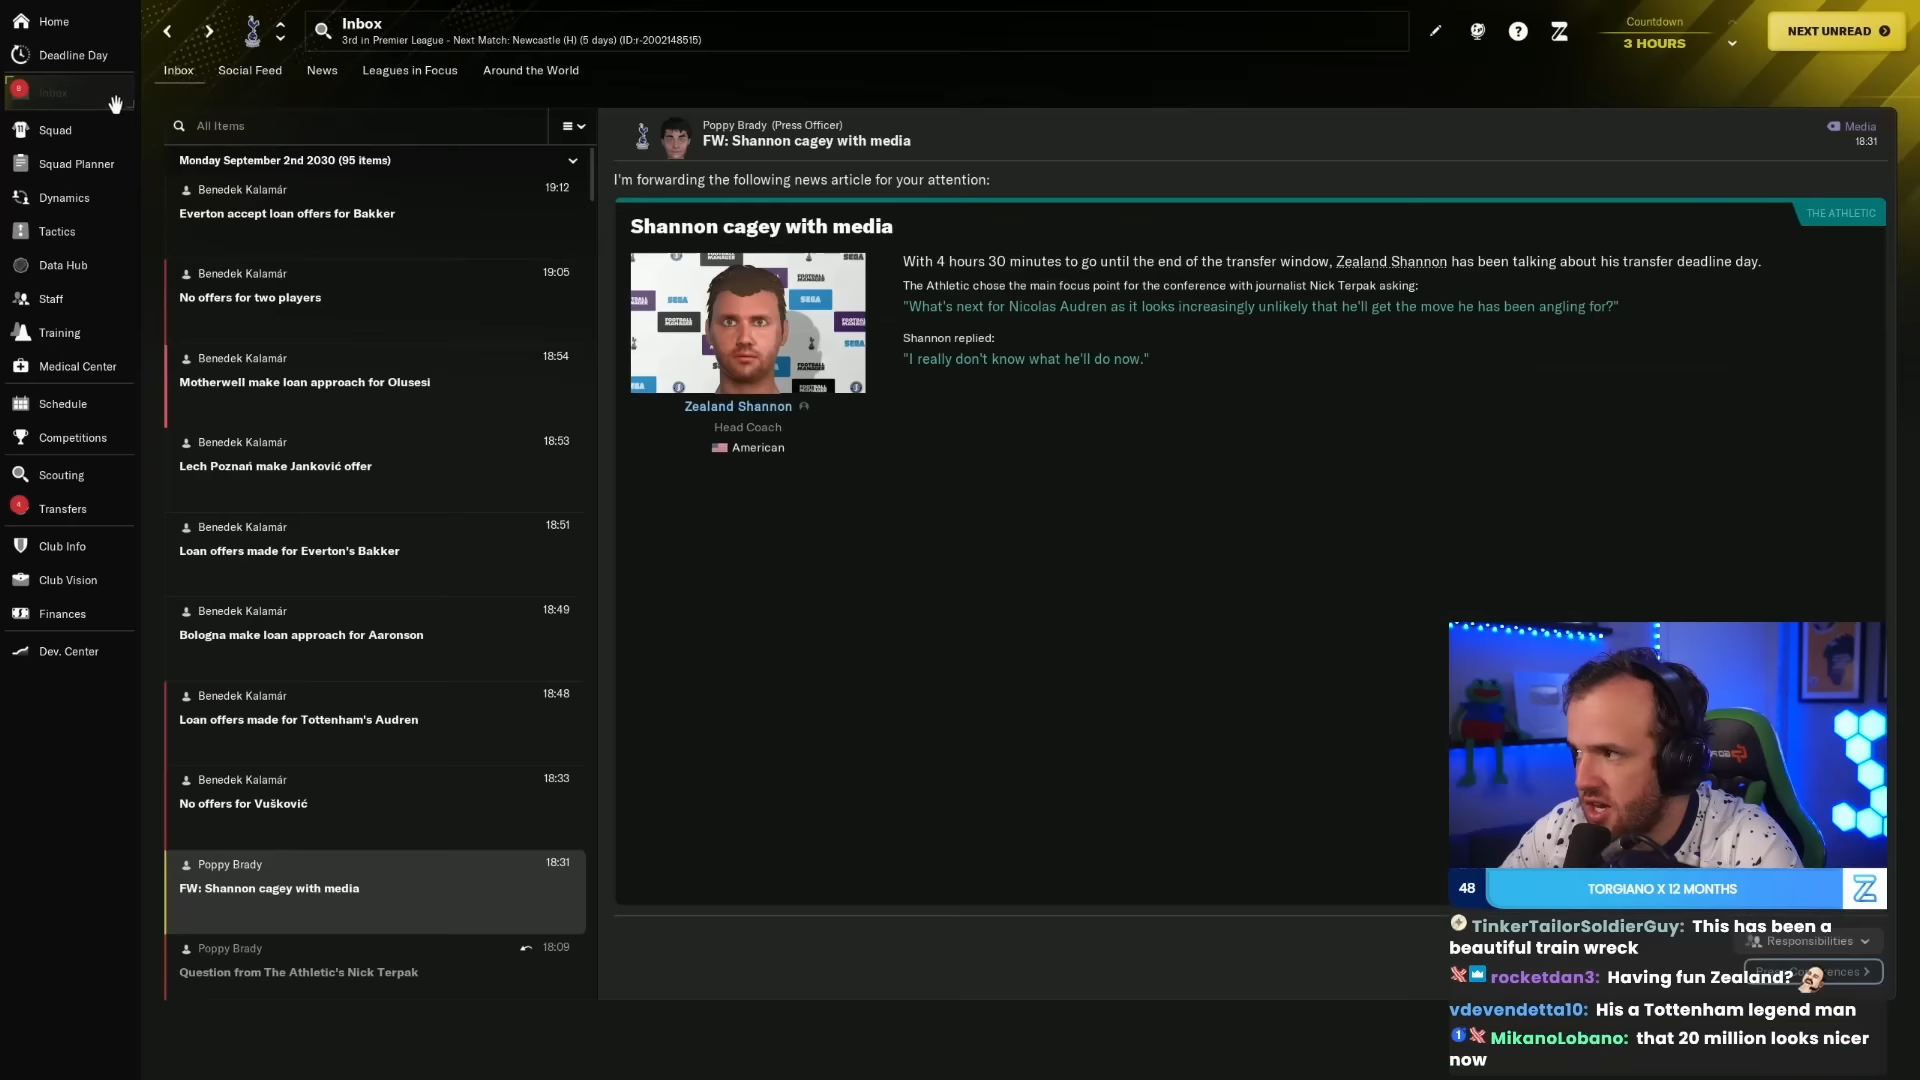 Home
Deadline Day
8
Inbox
Squad
Squad Planner
Dynamics
Tactics
Data Hub
Staff
Training
Medical Center
Schedule
Competitions
Scouting
4
Transfers
Club Info
Club Vision
Finances
Dev. Center
Inbox
3rd in Premier League - Next Match: Newcastle (H) (5 days) (ID:r-2002148515)
Countdown
3 HOURS
NEXT UNREAD
Inbox
Social Feed
News
Leagues in Focus
Around the World
All Items
Monday September 2nd 2030 (95 items)
Benedek Kalamár 19:12
Everton accept loan offers for Bakker
Benedek Kalamár 19:05
No offers for two players
Benedek Kalamár 18:54
Motherwell make loan approach for Olusesi
Benedek Kalamár 18:53
Lech Poznań make Janković offer
Benedek Kalamár 18:51
Loan offers made for Everton's Bakker
Benedek Kalamár 18:49
Bologna make loan approach for Aaronson
Benedek Kalamár 18:48
Loan offers made for Tottenham's Audren
Benedek Kalamár 18:33
No offers for Vušković
Poppy Brady 18:31
FW: Shannon cagey with media
Poppy Brady 18:09
Question from The Athletic's Nick Terpak
Poppy Brady (Press Officer)
FW: Shannon cagey with media
Media
18:31
I'm forwarding the following news article for your attention:
THE ATHLETIC
Shannon cagey with media
With 4 hours 30 minutes to go until the end of the transfer window, Zealand Shannon has been talking about his transfer deadline day.
The Athletic chose the main focus point for the conference with journalist Nick Terpak asking:
"What's next for Nicolas Audren as it looks increasingly unlikely that he'll get the move he has been angling for?"
Shannon replied:
"I really don't know what he'll do now."
SEGA
FOOTBALL MANAGER
Zealand Shannon
Head Coach
American
48
TORGIANO X 12 MONTHS
Z
TinkerTailorSoldierGuy: This has been a
beautiful train wreck
Responsibilities
rocketdan3: Having fun Zealand?
vdevendetta10: His a Tottenham legend man
1 MikanoLobano: that 20 million looks nicer
now